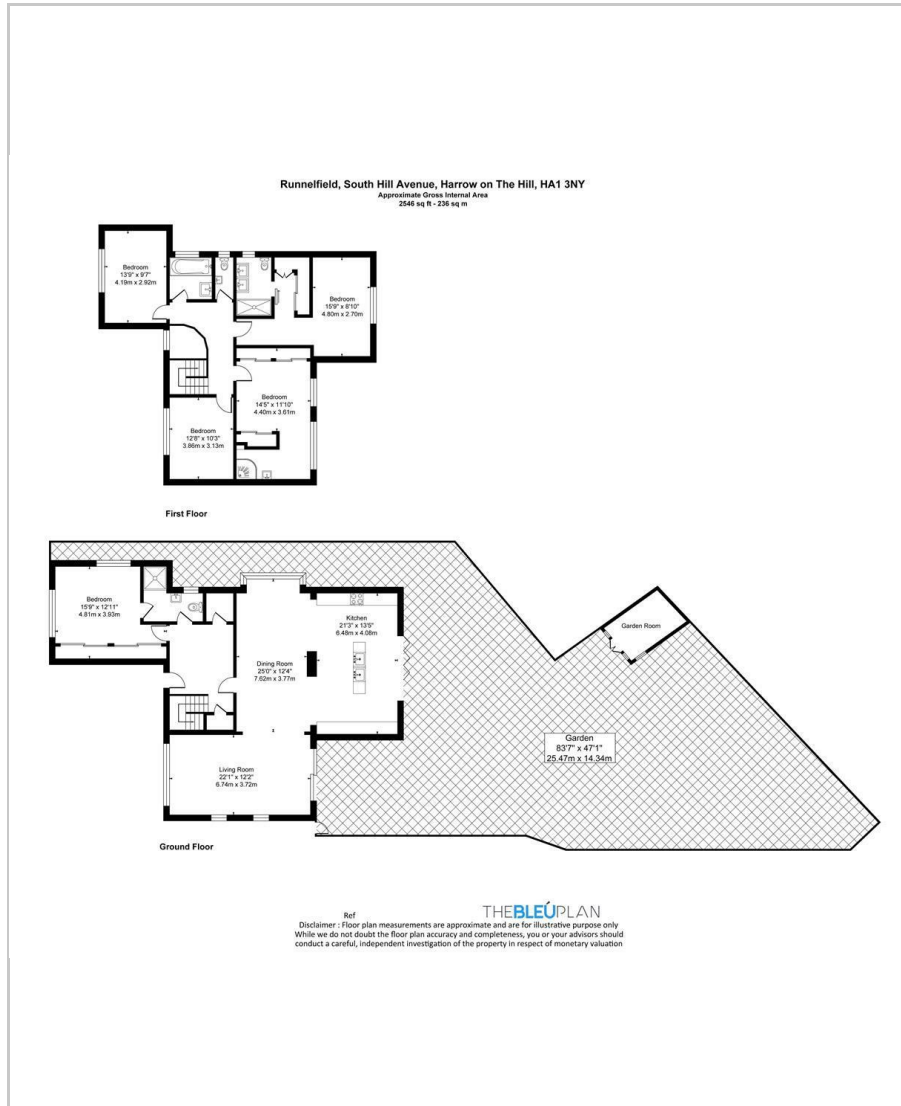 Runnelfield, South Hill Avenue, Harrow on The Hill, HA1 3NY
Approximate Gross Internal Area
2546 sq ft - 236 sq m
Bedroom
13'9" x 9'7"
4.19m x 2.92m
Bedroom
15'9" x 8'10"
4.80m x 2.70m
Bedroom
14'5" x 11'10"
4.40m x 3.61m
Bedroom
12'8" x 10'3"
3.86m x 3.13m
First Floor
Bedroom
15'9" x 12'11"
4.81m x 3.93m
Kitchen
21'3" x 13'5"
6.48m x 4.08m
Garden Room
Dining Room
25'0" x 12'4"
7.62m x 3.77m
Garden
83'7" x 47'1"
25.47m x 14.34m
Living Room
22'1" x 12'2"
6.74m x 3.72m
Ground Floor
Ref
THEBLEÚPLAN
Disclaimer : Floor plan measurements are approximate and are for illustrative purpose only
While we do not doubt the floor plan accuracy and completeness, you or your advisors should
conduct a careful, independent investigation of the property in respect of monetary valuation